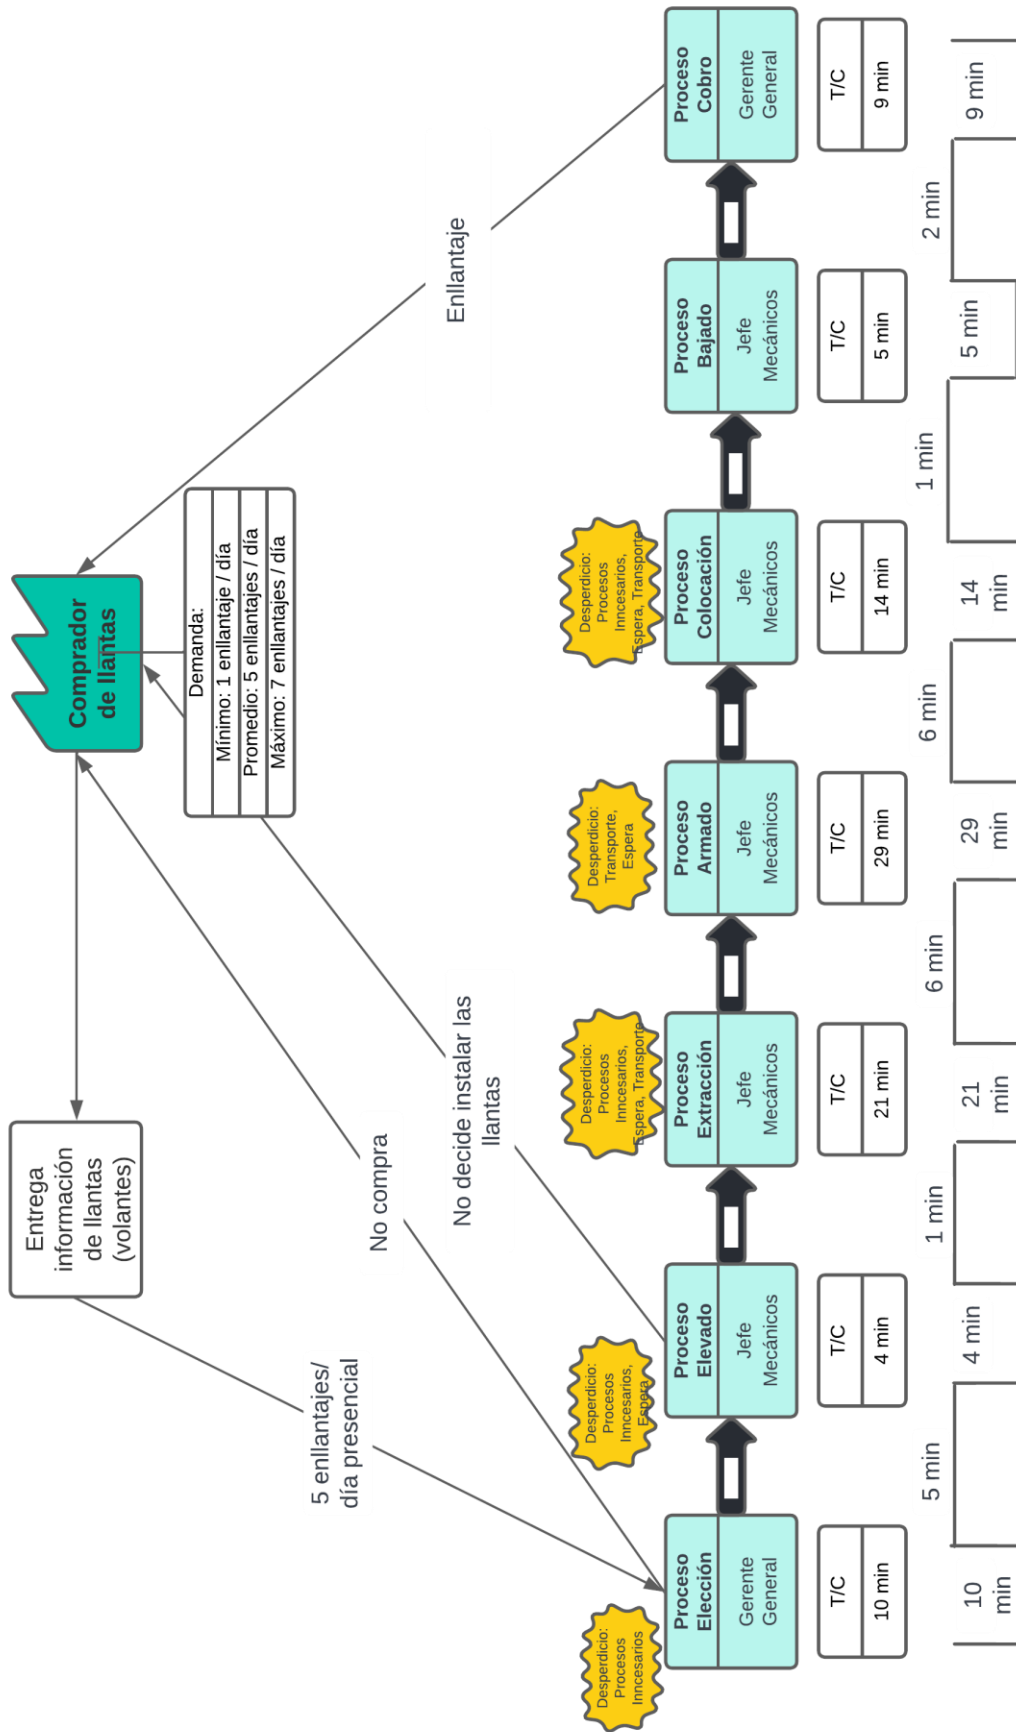 Entrega
información
de llantas
(volantes)
Comprador
de llantas
Demanda:
Mínimo: 1 enllantaje / día
Promedio: 5 enllantajes / día
Máximo: 7 enllantajes / día
5 enllantajes/
día presencial
No compra
No decide instalar las
llantas
Enllantaje
Desperdicio:
Procesos
Inncesarios
Desperdicio:
Procesos
Inncesarios,
Espera
Desperdicio:
Procesos
Inncesarios,
Espera, Transporte
Desperdicio:
Transporte,
Espera
Desperdicio:
Procesos
Inncesarios,
Espera, Transporte
Proceso
Elección
Gerente
General
Proceso
Elevado
Jefe
Mecánicos
Proceso
Extracción
Jefe
Mecánicos
Proceso
Armado
Jefe
Mecánicos
Proceso
Colocación
Jefe
Mecánicos
Proceso
Bajado
Jefe
Mecánicos
Proceso
Cobro
Gerente
General
T/C
10 min
T/C
4 min
T/C
21 min
T/C
29 min
T/C
14 min
T/C
5 min
T/C
9 min
10
min
5 min
4 min
1 min
21
min
6 min
29
min
6 min
14
min
1 min
5 min
2 min
9 min